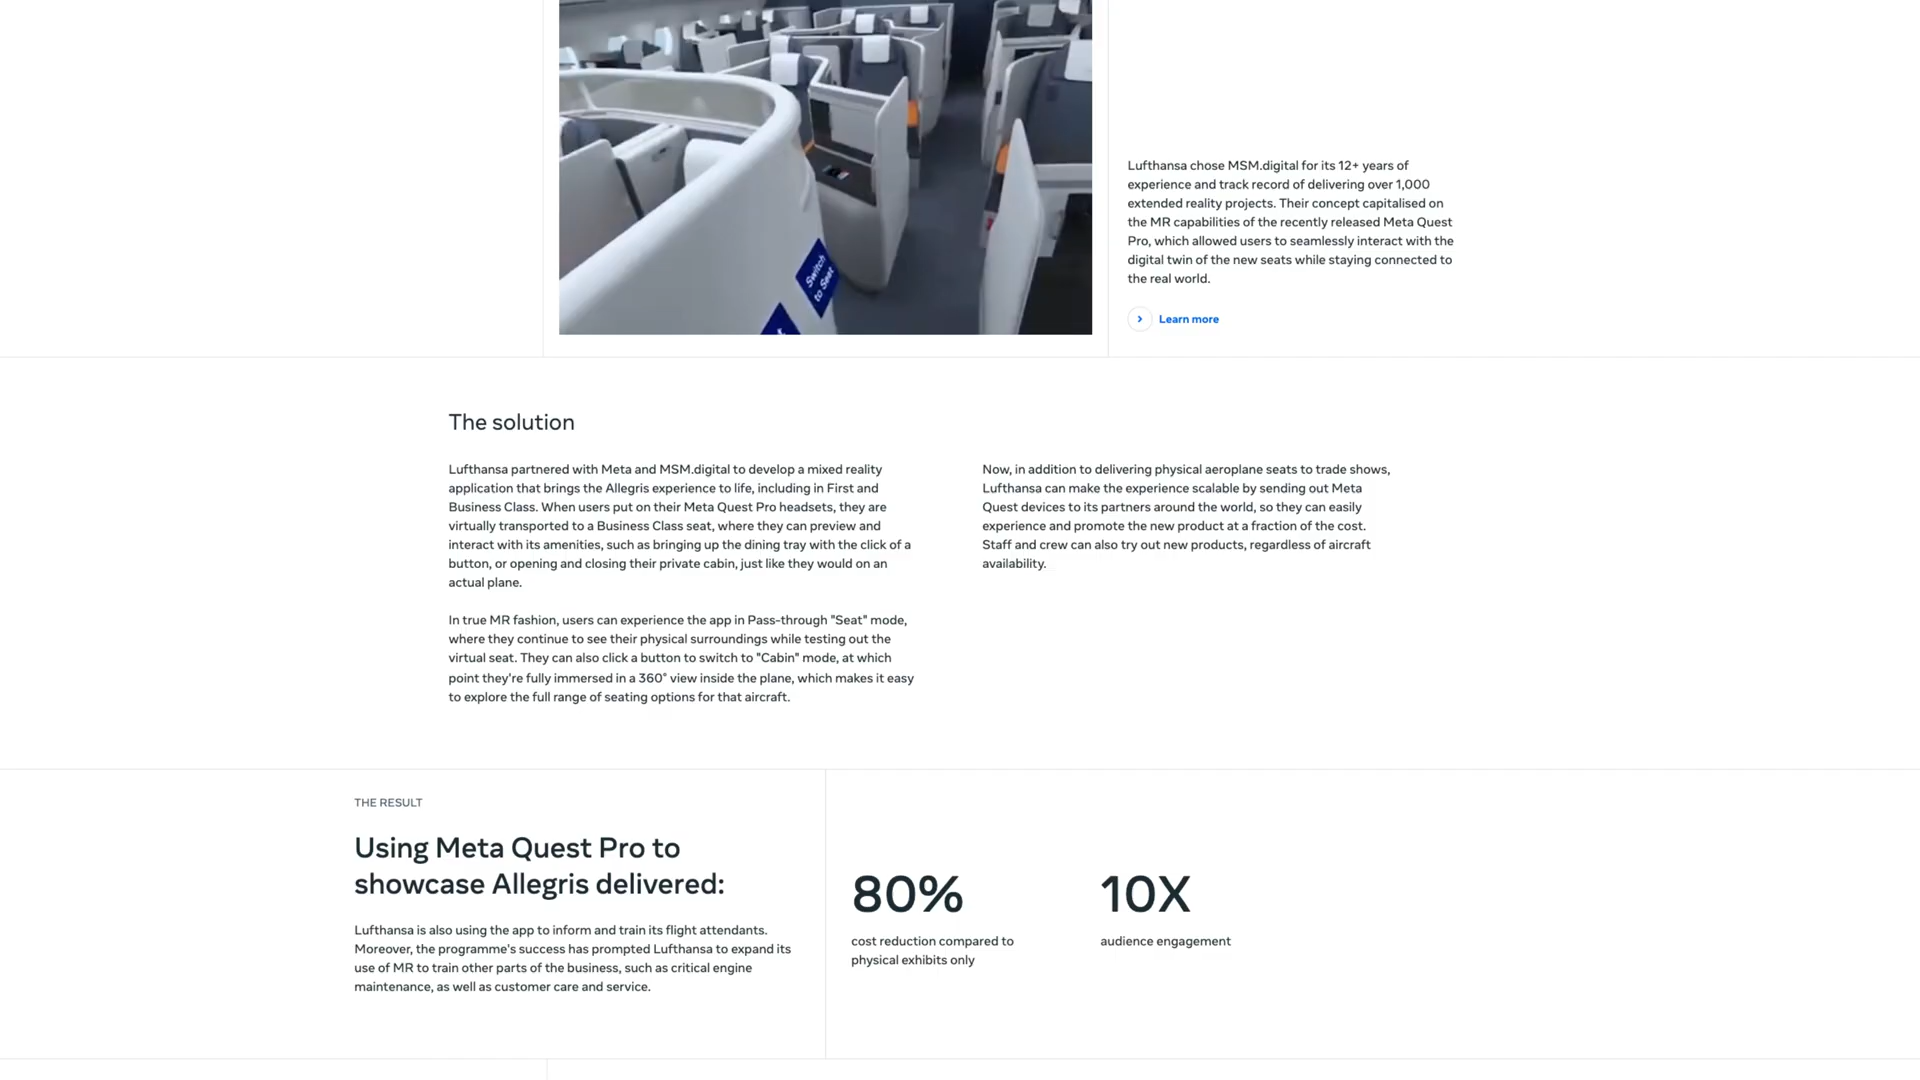 Switch
to Seat
Lufthansa chose MSM.digital for its 12+ years of
experience and track record of delivering over 1,000
extended reality projects. Their concept capitalised on
the MR capabilities of the recently released Meta Quest
Pro, which allowed users to seamlessly interact with the
digital twin of the new seats while staying connected to
the real world.
Learn more
The solution
Lufthansa partnered with Meta and MSM.digital to develop a mixed reality
application that brings the Allegris experience to life, including in First and
Business Class. When users put on their Meta Quest Pro headsets, they are
virtually transported to a Business Class seat, where they can preview and
interact with its amenities, such as bringing up the dining tray with the click of a
button, or opening and closing their private cabin, just like they would on an
actual plane.
In true MR fashion, users can experience the app in Pass-through "Seat" mode,
where they continue to see their physical surroundings while testing out the
virtual seat. They can also click a button to switch to "Cabin" mode, at which
point they're fully immersed in a 360° view inside the plane, which makes it easy
to explore the full range of seating options for that aircraft.
Now, in addition to delivering physical aeroplane seats to trade shows,
Lufthansa can make the experience scalable by sending out Meta
Quest devices to its partners around the world, so they can easily
experience and promote the new product at a fraction of the cost.
Staff and crew can also try out new products, regardless of aircraft
availability.
THE RESULT
Using Meta Quest Pro to
showcase Allegris delivered:
Lufthansa is also using the app to inform and train its flight attendants.
Moreover, the programme's success has prompted Lufthansa to expand its
use of MR to train other parts of the business, such as critical engine
maintenance, as well as customer care and service.
80%
cost reduction compared to
physical exhibits only
10X
audience engagement